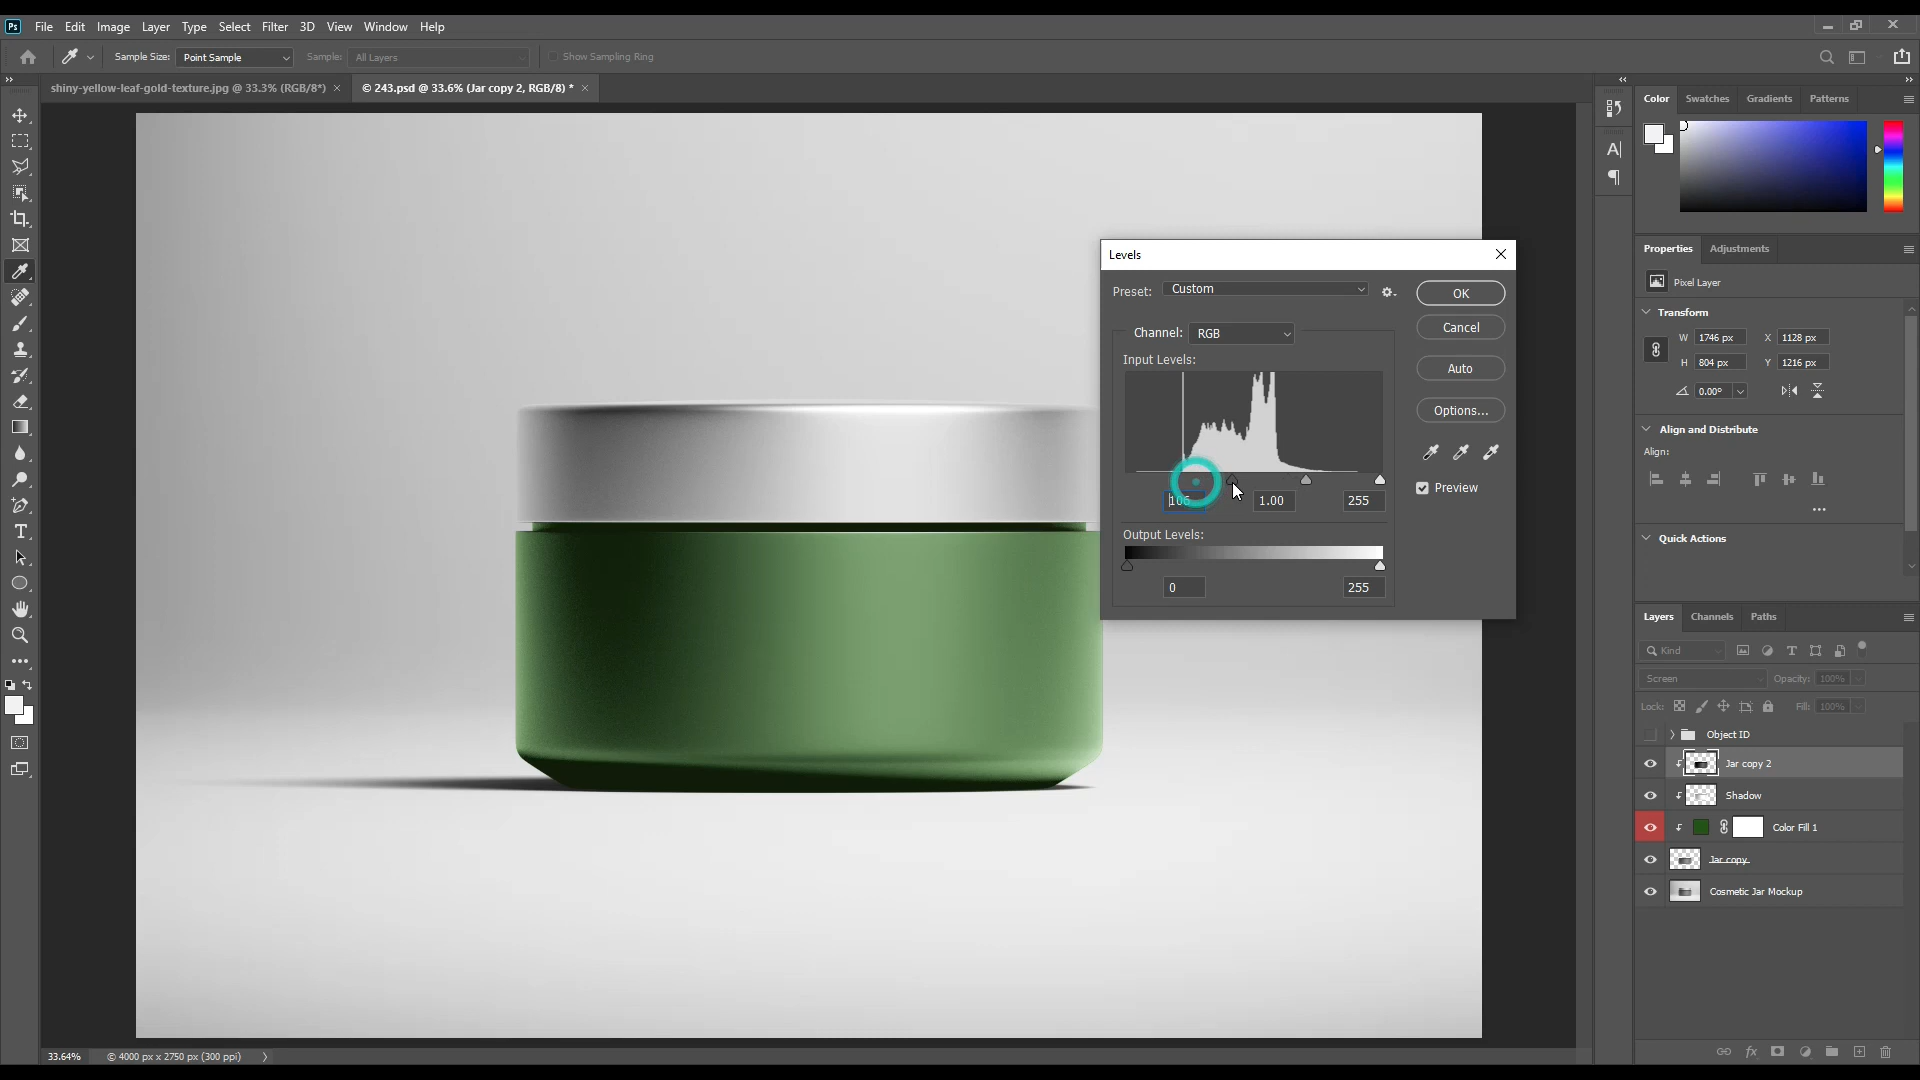 Ps File Edit Image Layer Type Select Filter 3D View Window Help
Sample Size: Point Sample Sample: All Layers Show Sampling Ring
shiny-yellow-leaf-gold-texture.jpg @ 33.3% (RGB/8*) × © 243.psd @ 33.6% (Jar copy 2, RGB/8) * ×
Color Swatches Gradients Patterns
Properties Adjustments
Pixel Layer
Transform
W 1746 px X 1128 px
H 804 px Y 1216 px
0.00°
Align and Distribute
Align:
Quick Actions
Levels
Preset: Custom OK
Channel: RGB Cancel
Input Levels:
Auto
Options...
Preview
106 1.00 255
Output Levels:
0 255
Layers Channels Paths
Kind
Screen Opacity: 100%
Lock: Fill: 100%
Object ID
Jar copy 2
Shadow
Color Fill 1
Jar copy
Cosmetic Jar Mockup
33.64% © 4000 px x 2750 px (300 ppi)